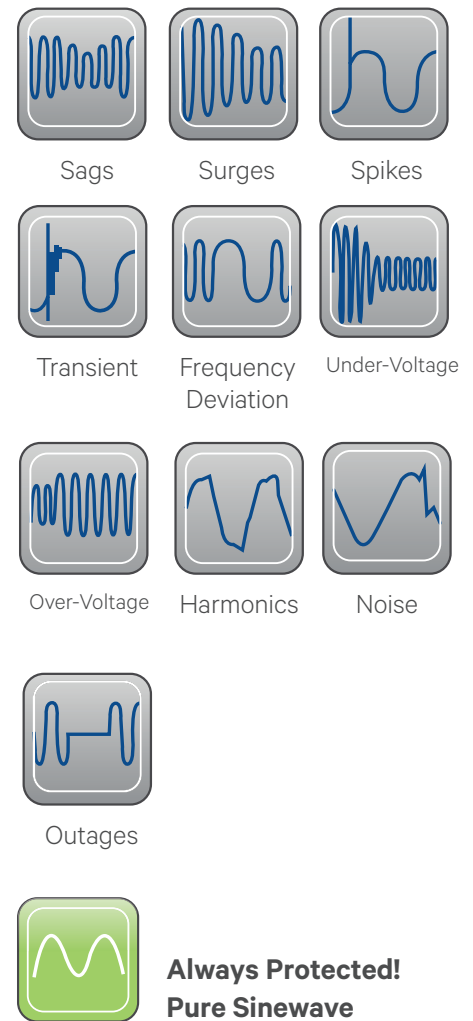 Sags
Surges
Spikes
Transient
Frequency
Deviation
Under-Voltage
Over-Voltage
Harmonics
Noise
Outages
Always Protected!
Pure Sinewave